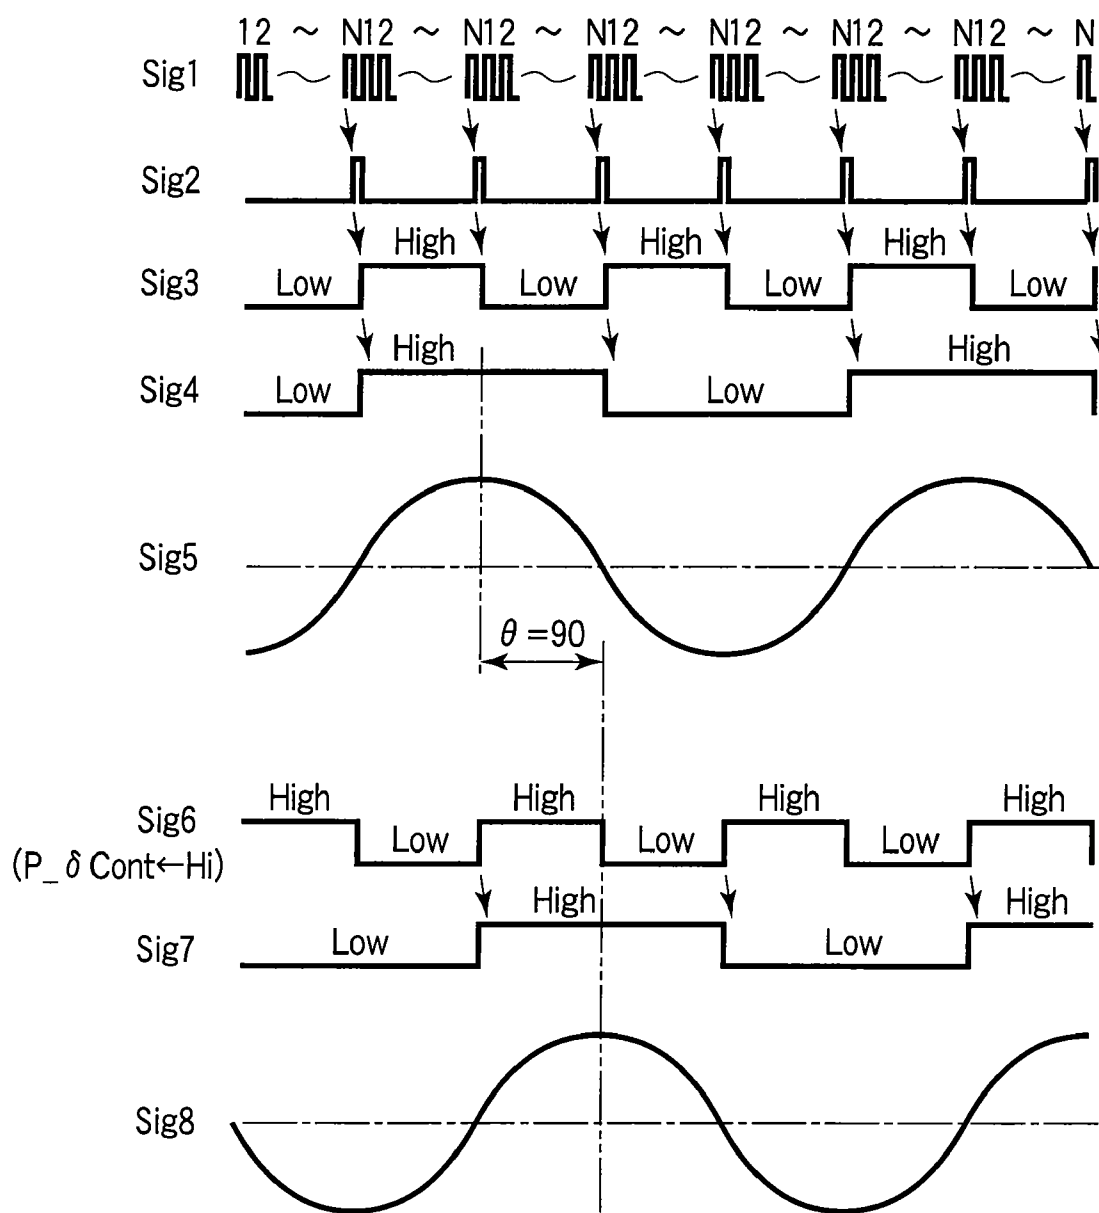 12 ～ N12 ～ N12 ～ N12 ～ N12 ～ N12 ～ N12 ～ N
Sig1
Sig2
High High High
Sig3 Low Low Low Low
High High
Sig4 Low Low
Sig5
θ =90
High High High High
Sig6 Low Low Low
(P_ δ Cont←Hi)
High High
Sig7 Low Low
Sig8